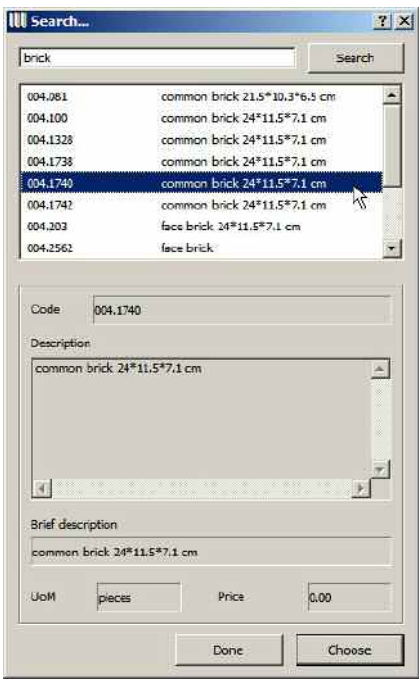 Search...
brick
Search
004.081 common brick 21.5*10.3*6.5 cm
004.100 common brick 24*11.5*7.1 cm
004.1328 common brick 24*11.5*7.1 cm
004.1738 common brick 24*11.5*7.1 cm
004.1740 common brick 24*11.5*7.1 cm
004.1742 common brick 24*11.5*7.1 cm
004.203 face brick 24*11.5*7.1 cm
004.2562 face brick
Code 004.1740
Description
common brick 24*11.5*7.1 cm
Brief description
common brick 24*11.5*7.1 cm
UoM pieces Price 0.00
Done Choose